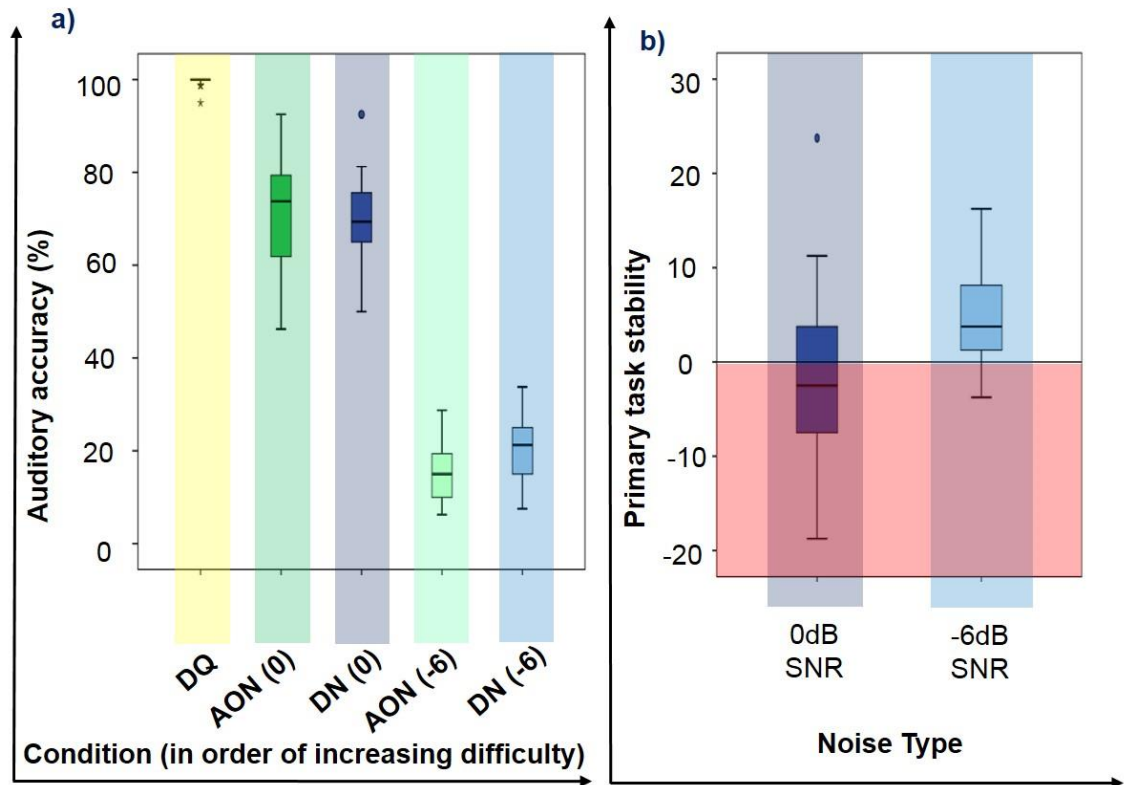 a)
Auditory accuracy (%)
100
80
60
40
20
0
DQ
AON (0)
DN (0)
AON (-6)
DN (-6)
Condition (in order of increasing difficulty)
b)
Primary task stability
30
20
10
0
-10
-20
0dB
SNR
-6dB
SNR
Noise Type